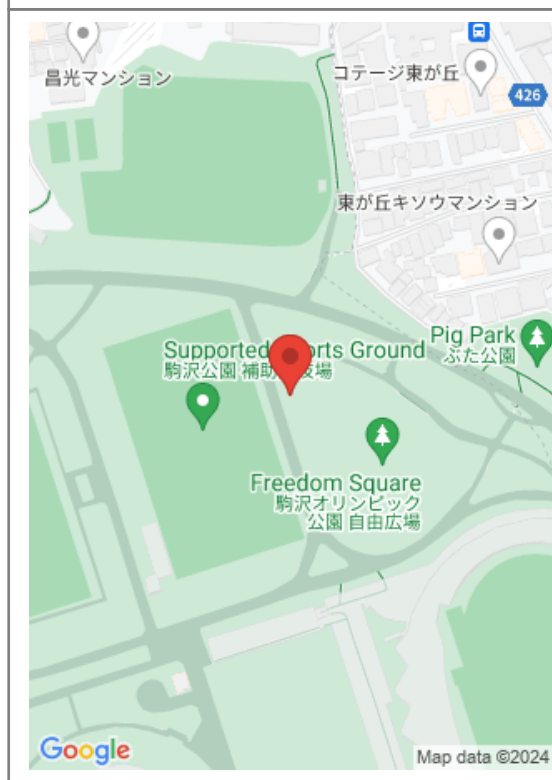 昌光マンション
コテージ東が丘
426
東が丘キソウマンション
Pig Park
ぶた公園
Supported orts Ground
駒沢公園 補助 技場
Freedom Square
駒沢オリンピック
公園 自由広場
Google
Map data ©2024